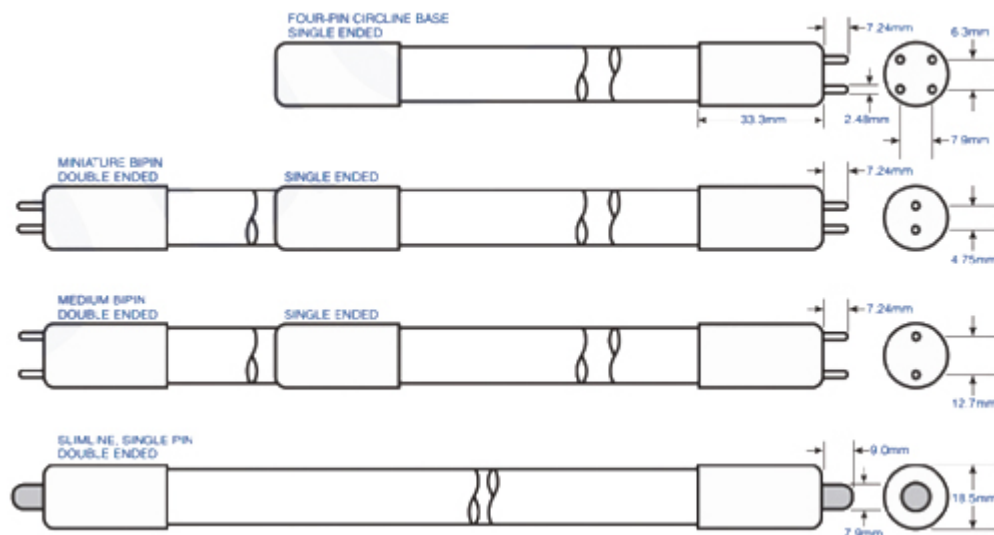 FOUR-PIN CIRCLINE BASE
SINGLE ENDED
7.24mm
6.3mm
33.3mm
2.48mm
7.9mm
MINIATURE BIPIN
DOUBLE ENDED
SINGLE ENDED
7.24mm
4.75mm
MEDIUM BIPIN
DOUBLE ENDED
SINGLE ENDED
7.24mm
12.7mm
SLIMLINE, SINGLE PIN
DOUBLE ENDED
9.0mm
18.5mm
7.9mm